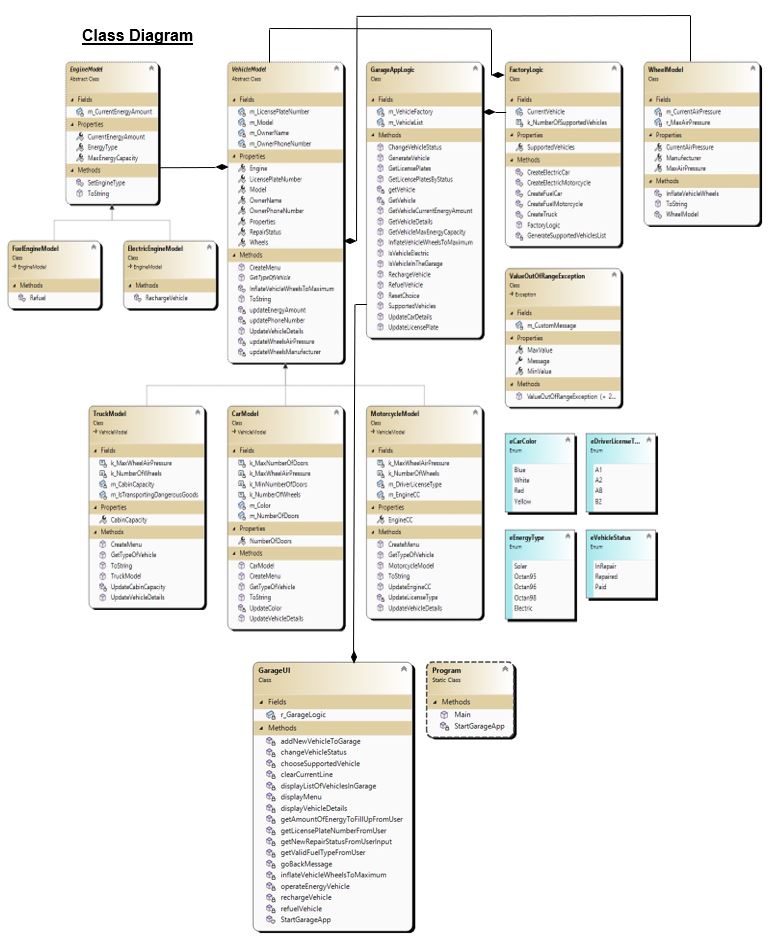 Class Diagram
EngineModel
Abstract Class
Fields
m_CurrentEnergyAmount
Properties
CurrentEnergyAmount
EnergyType
MaxEnergyCapacity
Methods
SetEngineType
ToString
FuelEngineModel
Class
EngineModel
Methods
Refuel
ElectricEngineModel
Class
EngineModel
Methods
RechargeVehicle
VehicleModel
Abstract Class
Fields
m_LicensePlateNumber
m_Model
m_OwnerName
m_OwnerPhoneNumber
Properties
Engine
LicensePlateNumber
Model
OwnerName
OwnerPhoneNumber
Properties
RepairStatus
Wheels
Methods
CreateMenu
GetTypeOfVehicle
InflateVehicleWheelsToMaximum
ToString
updateEnergyAmount
updatePhoneNumber
UpdateVehicleDetails
updateWheelsAirPressure
updateWheelsManufacturer
GarageAppLogic
Class
Fields
m_VehicleFactory
m_VehicleList
Methods
ChangeVehicleStatus
GenerateVehicle
GetLicensePlates
GetLicensePlatesByStatus
getVehicle
GetVehicle
GetVehicleCurrentEnergyAmount
GetVehicleDetails
GetVehicleMaxEnergyCapacity
InflateVehicleWheelsToMaximum
IsVehicleElectric
IsVehicleInTheGarage
RechargeVehicle
RefuelVehicle
ResetChoice
SupportedVehicles
UpdateCarDetails
UpdateLicensePlate
FactoryLogic
Class
Fields
CurrentVehicle
k_NumberOfSupportedVehicles
Properties
SupportedVehicles
Methods
CreateElectricCar
CreateElectricMotorcycle
CreateFuelCar
CreateFuelMotorcycle
CreateTruck
FactoryLogic
GenerateSupportedVehiclesList
WheelModel
Class
Fields
m_CurrentAirPressure
r_MaxAirPressure
Properties
CurrentAirPressure
Manufacturer
MaxAirPressure
Methods
InflateVehicleWheels
ToString
WheelModel
ValueOutOfRangeException
Class
Exception
Fields
m_CustomMessage
Properties
MaxValue
Message
MinValue
Methods
ValueOutOfRangeException (+ 2...
TruckModel
Class
VehicleModel
Fields
k_MaxWheelAirPressure
k_NumberOfWheels
m_CabinCapacity
m_IsTransportingDangerousGoods
Properties
CabinCapacity
Methods
CreateMenu
GetTypeOfVehicle
ToString
TruckModel
UpdateCabinCapacity
UpdateVehicleDetails
CarModel
Class
VehicleModel
Fields
k_MaxNumberOfDoors
k_MaxWheelAirPressure
k_MinNumberOfDoors
k_NumberOfWheels
m_Color
m_NumberOfDoors
Properties
NumberOfDoors
Methods
CarModel
CreateMenu
GetTypeOfVehicle
ToString
UpdateColor
UpdateVehicleDetails
MotorcycleModel
Class
VehicleModel
Fields
k_MaxWheelAirPressure
k_NumberOfWheels
m_DriverLicenseType
m_EngineCC
Properties
EngineCC
Methods
CreateMenu
GetTypeOfVehicle
MotorcycleModel
ToString
UpdateEngineCC
UpdateLicenseType
UpdateVehicleDetails
eCarColor
Enum
Blue
White
Red
Yellow
eDriverLicenseT...
Enum
A1
A2
AB
B2
eEnergyType
Enum
Soler
Octan95
Octan96
Octan98
Electric
eVehicleStatus
Enum
InRepair
Repaired
Paid
GarageUI
Class
Fields
r_GarageLogic
Methods
addNewVehicleToGarage
changeVehicleStatus
chooseSupportedVehicle
clearCurrentLine
displayListOfVehiclesInGarage
displayMenu
displayVehicleDetails
getAmountOfEnergyToFillUpFromUser
getLicensePlateNumberFromUser
getNewRepairStatusFromUserInput
getValidFuelTypeFromUser
goBackMessage
inflateVehicleWheelsToMaximum
operateEnergyVehicle
rechargeVehicle
refuelVehicle
StartGarageApp
Program
Static Class
Methods
Main
StartGarageApp